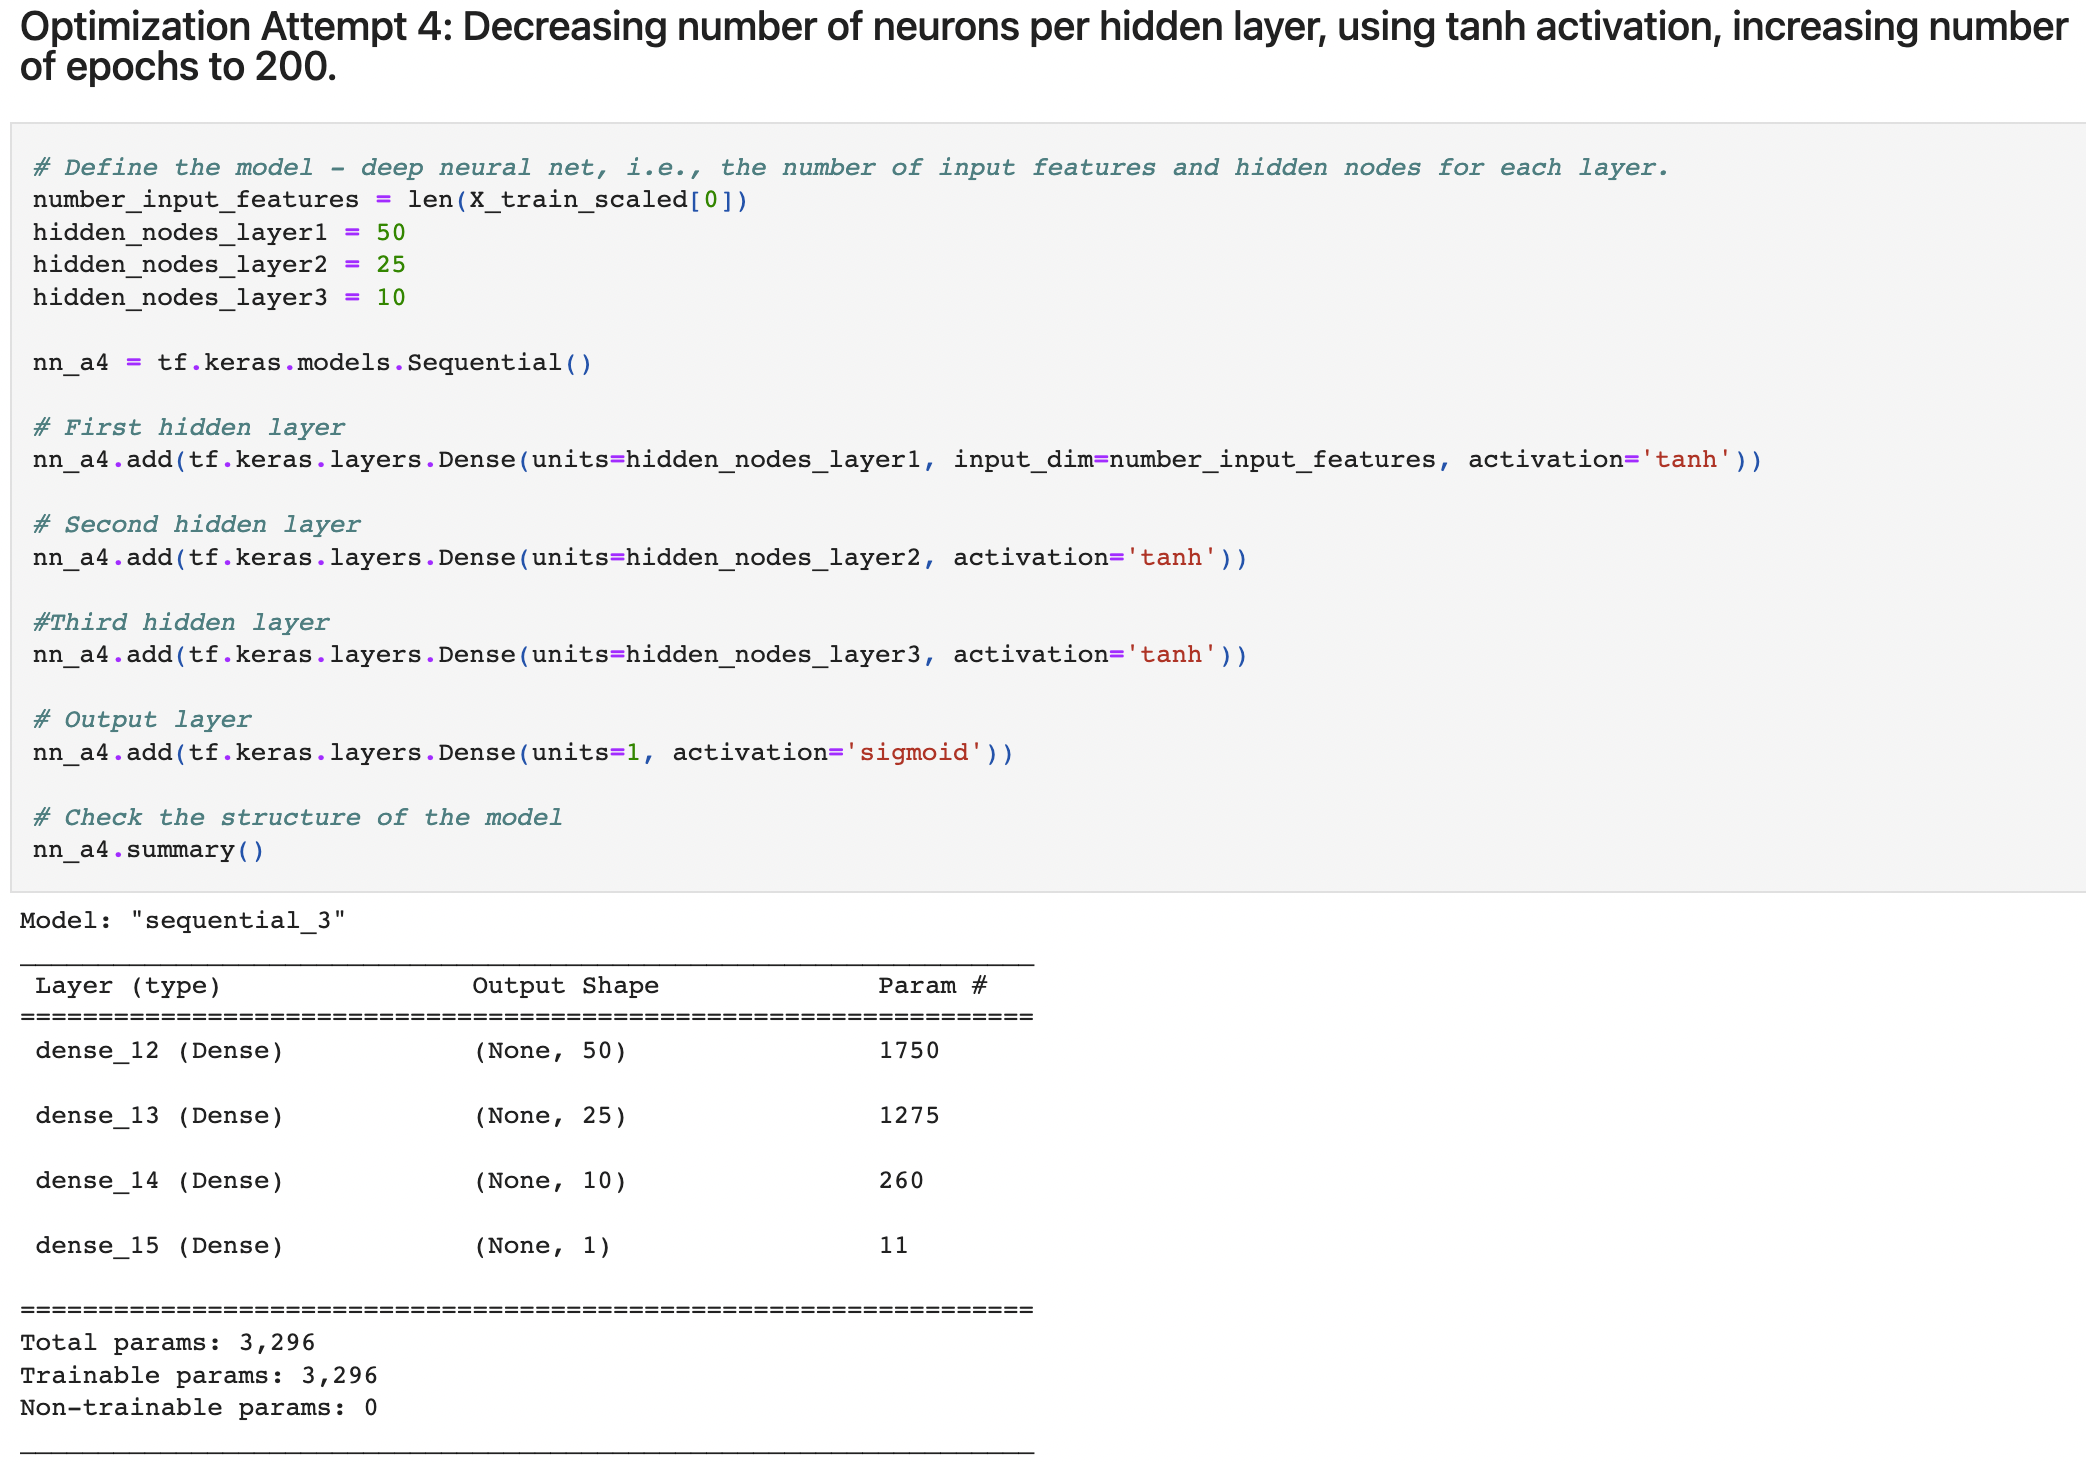 Optimization Attempt 4: Decreasing number of neurons per hidden layer, using tanh activation, increasing number
of epochs to 200.
# Define the model - deep neural net, i.e., the number of input features and hidden nodes for each layer.
number_input_features = len(X_train_scaled[0])
hidden_nodes_layer1 = 50
hidden_nodes_layer2 = 25
hidden_nodes_layer3 = 10
nn_a4 = tf.keras.models.Sequential()
# First hidden layer
nn_a4.add(tf.keras.layers.Dense(units=hidden_nodes_layer1, input_dim=number_input_features, activation='tanh'))
# Second hidden layer
nn_a4.add(tf.keras.layers.Dense(units=hidden_nodes_layer2, activation='tanh'))
#Third hidden layer
nn_a4.add(tf.keras.layers.Dense(units=hidden_nodes_layer3, activation='tanh'))
# Output layer
nn_a4.add(tf.keras.layers.Dense(units=1, activation='sigmoid'))
# Check the structure of the model
nn_a4.summary()
Model: "sequential_3"
_________________________________________________________________
Layer (type) Output Shape Param #
=================================================================
dense_12 (Dense) (None, 50) 1750
dense_13 (Dense) (None, 25) 1275
dense_14 (Dense) (None, 10) 260
dense_15 (Dense) (None, 1) 11
=================================================================
Total params: 3,296
Trainable params: 3,296
Non-trainable params: 0
_________________________________________________________________